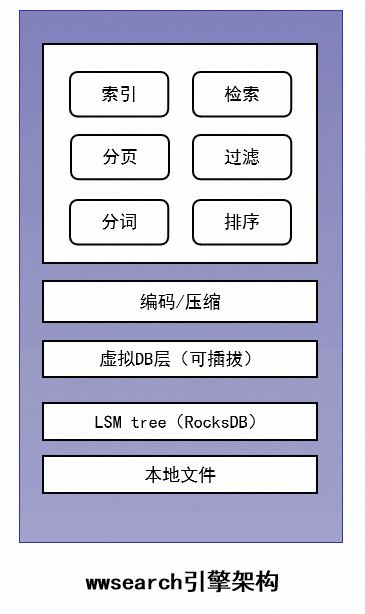 索引 检索
分页 过滤
分词 排序
编码/压缩
虚拟DB层（可插拔）
LSM tree（RocksDB）
本地文件
wwsearch引擎架构